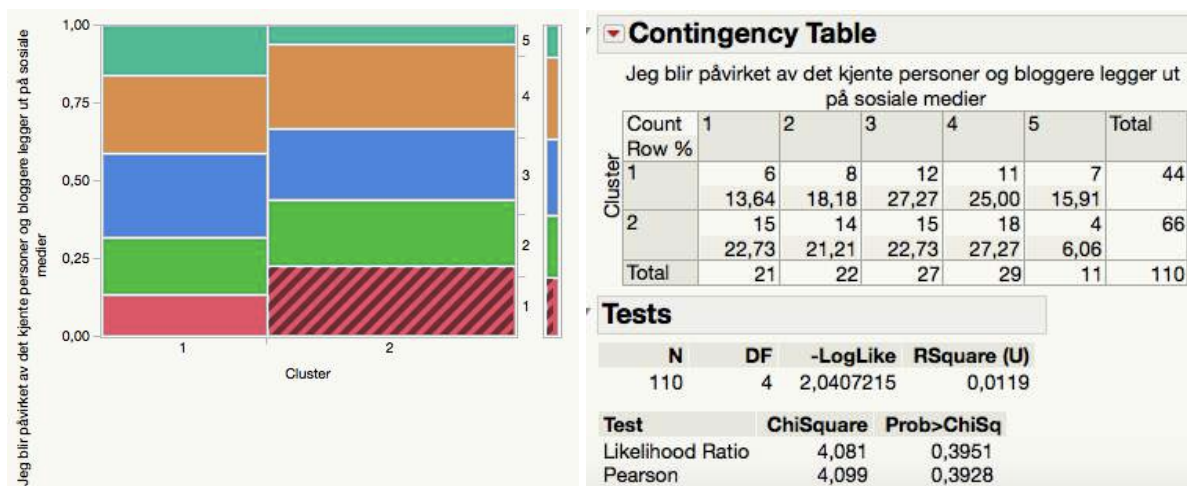 Jeg blir påvirket av det kjente personer og bloggere legger ut på sosiale
medier
1,00
0,75
0,50
0,25
0,00
1
2
Cluster
5
4
3
2
1
Contingency Table
Jeg blir påvirket av det kjente personer og bloggere legger ut
på sosiale medier
Count 1 2 3 4 5 Total
Row %
Cluster
1 6 8 12 11 7 44
13,64 18,18 27,27 25,00 15,91
2 15 14 15 18 4 66
22,73 21,21 22,73 27,27 6,06
Total 21 22 27 29 11 110
Tests
N DF -LogLike RSquare (U)
110 4 2,0407215 0,0119
Test ChiSquare Prob>ChiSq
Likelihood Ratio 4,081 0,3951
Pearson 4,099 0,3928